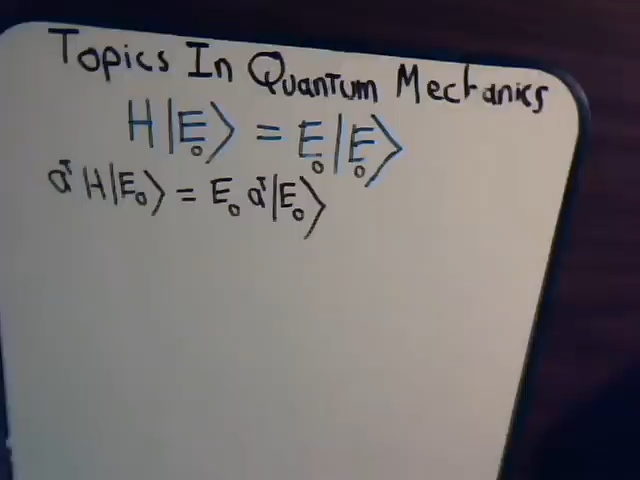 Topics In Quantum Mechanics
H|E₀⟩ = E₀|E₀⟩
a†H|E₀⟩ = E₀ a†|E₀⟩